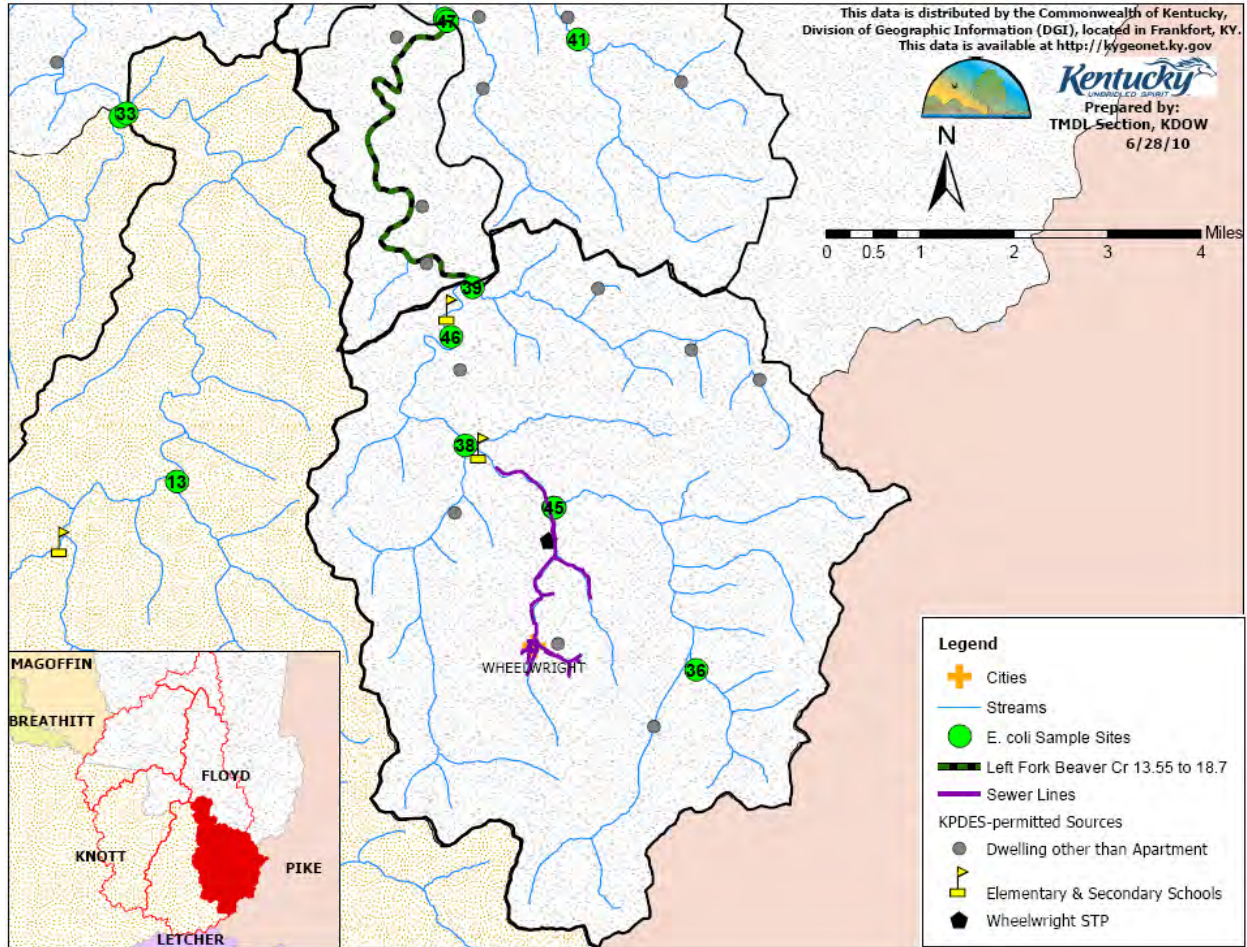 This data is distributed by the Commonwealth of Kentucky,
Division of Geographic Information (DGI), located in Frankfort, KY.
This data is available at http://kygeonet.ky.gov
Kentucky
UNBRIDLED SPIRIT
Prepared by:
TMDL Section, KDOW
6/28/10
N
0 0.5 1 2 3 4 Miles
47
41
33
39
46
38
13
45
36
WHEELWRIGHT
MAGOFFIN
BREATHITT
FLOYD
KNOTT
PIKE
LETCHER
Legend
Cities
Streams
E. coli Sample Sites
Left Fork Beaver Cr 13.55 to 18.7
Sewer Lines
KPDES-permitted Sources
Dwelling other than Apartment
Elementary & Secondary Schools
Wheelwright STP